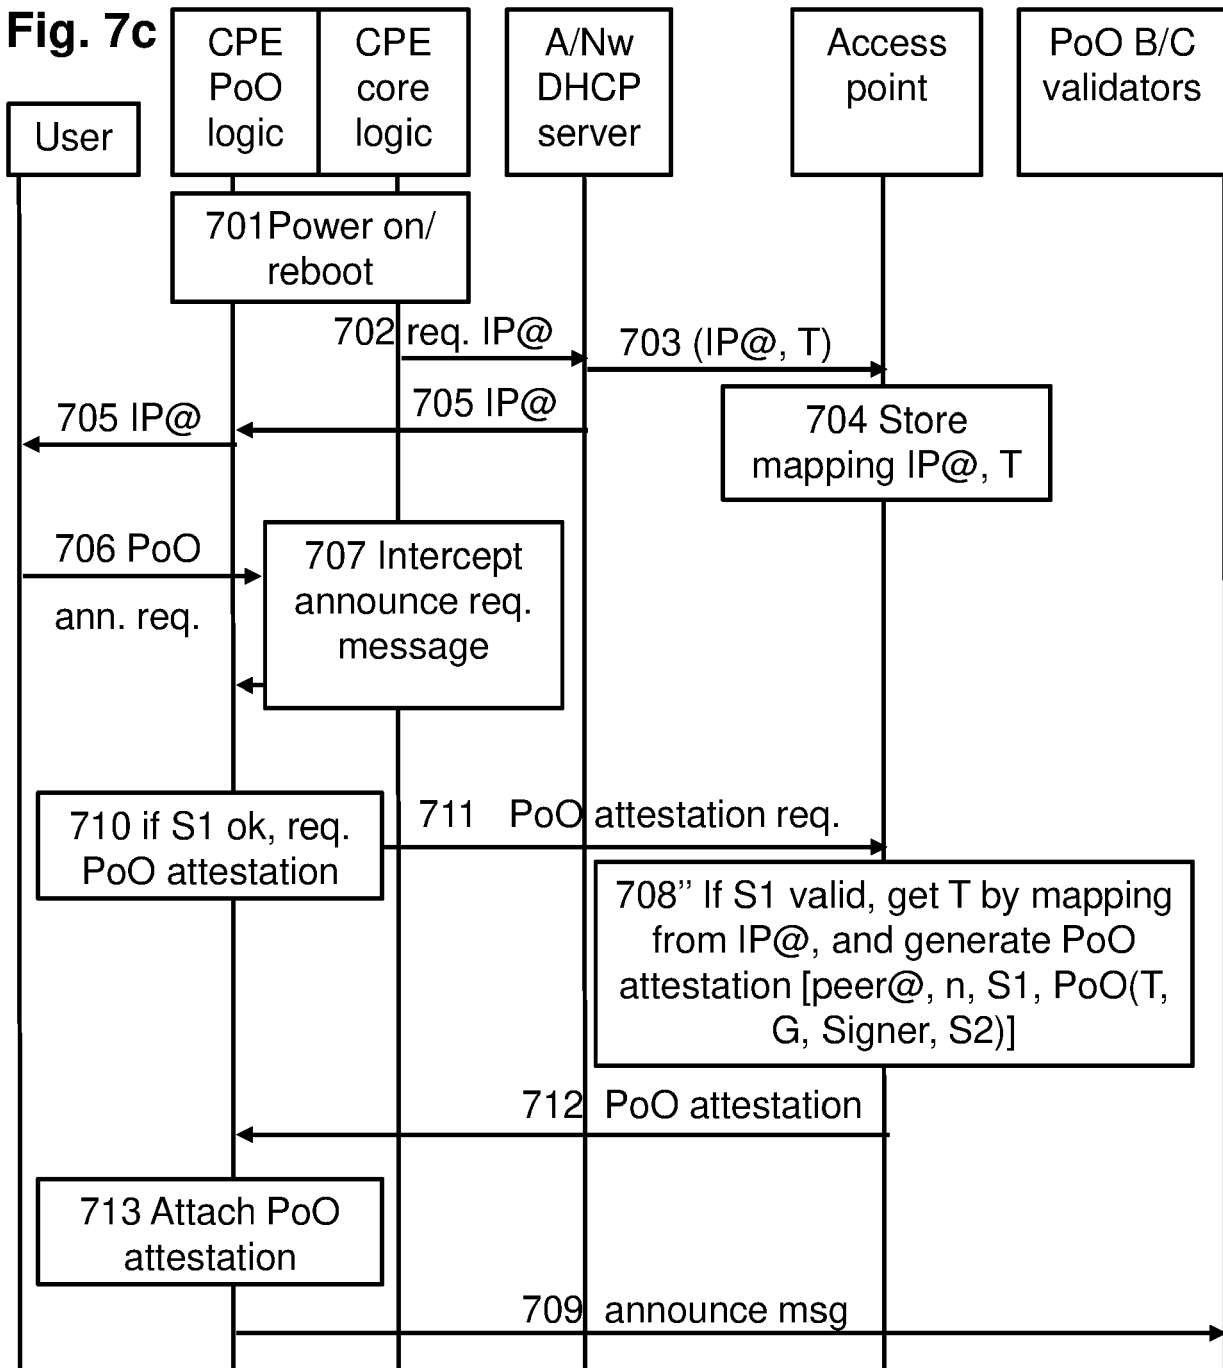 Fig. 7c
User
CPE
PoO
logic
CPE
core
logic
A/Nw
DHCP
server
Access
point
PoO B/C
validators
701Power on/
reboot
702 req. IP@
703 (IP@, T)
704 Store
mapping IP@, T
705 IP@
705 IP@
706 PoO
ann. req.
707 Intercept
announce req.
message
710 if S1 ok, req.
PoO attestation
711 PoO attestation req.
708” If S1 valid, get T by mapping
from IP@, and generate PoO
attestation [peer@, n, S1, PoO(T,
G, Signer, S2)]
712 PoO attestation
713 Attach PoO
attestation
709 announce msg